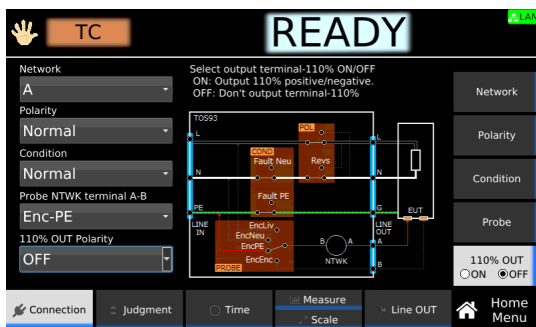 TC
READY
LAN
Network
A
Polarity
Normal
Condition
Normal
Probe NTWK terminal A-B
Enc-PE
110% OUT Polarity
OFF
Select output terminal-110% ON/OFF
ON: Output 110% positive/negative.
OFF: Don't output terminal-110%
TOS93
L
POL
L
COND
Fault Neu
Revs
N
N
Fault PE
PE
G
EUT
LINE
IN
LINE
OUT
EncLiv
EncNeu
EncPE
EncEnc
B
A
A
NTWK
B
PROBE
Network
Polarity
Condition
Probe
110% OUT
ON
OFF
Connection
Judgment
Time
Measure
Scale
Line OUT
Home
Menu